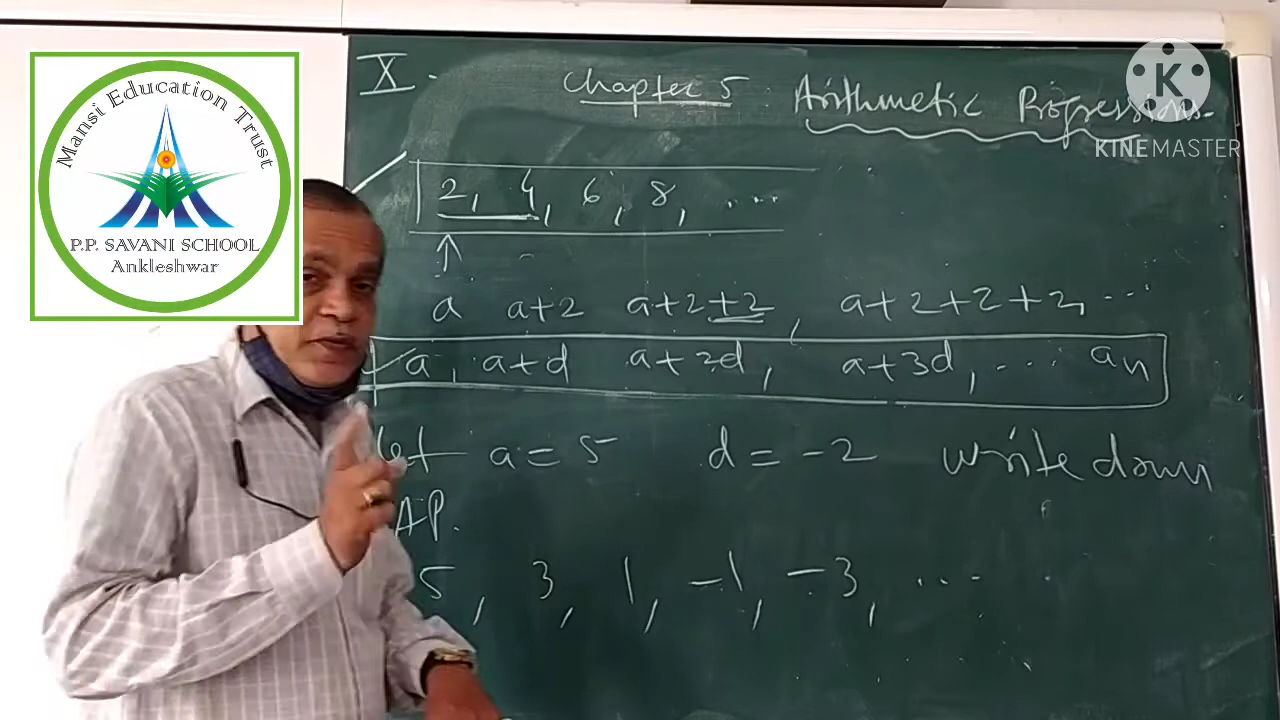 Mansi Education Trust
P.P. SAVANI SCHOOL
Ankleshwar
K
KINEMASTER
X. Chapter 5 Arithmetic Progressions.
2, 4, 6, 8, ....
a a+2 a+2+2, a+2+2+2, ...
a, a+d a+2d, a+3d, ... an
let a=5 d=-2 write down
AP.
5, 3, 1, -1, -3, ....